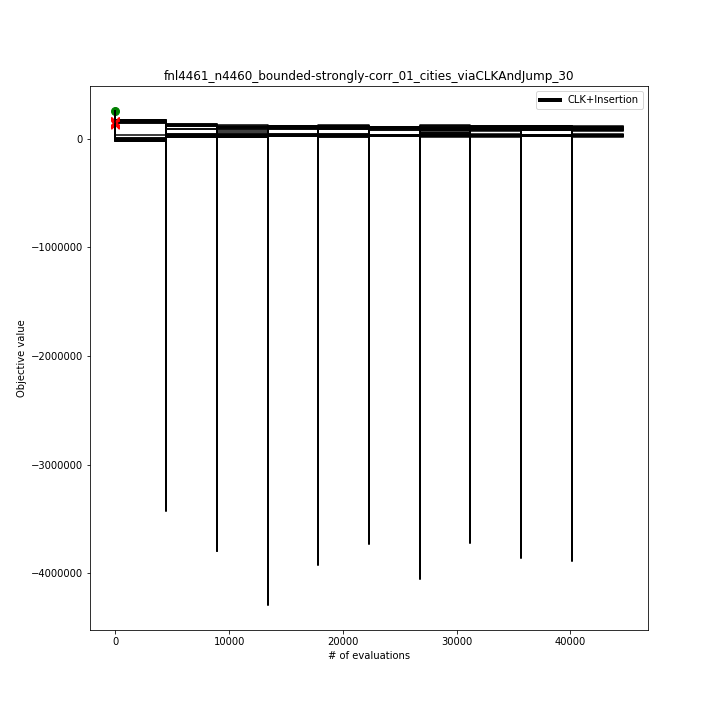 fnl4461_n4460_bounded-strongly-corr_01_cities_viaCLKAndJump_30
CLK+Insertion
0
−1000000
−2000000
−3000000
−4000000
Objective value
0
10000
20000
30000
40000
# of evaluations